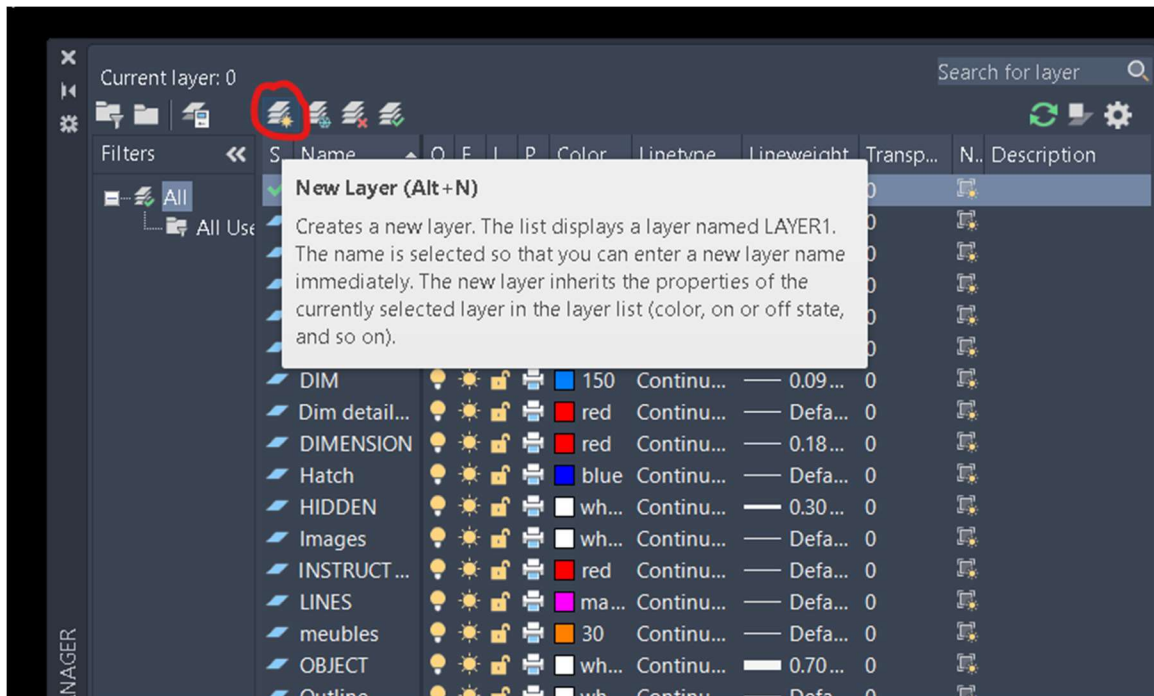 Current layer: 0
Search for layer
Filters
S.. Name O.. F.. L.. P.. Color Linetype Lineweight Transp... N.. Description
All
All Use
New Layer (Alt+N)
Creates a new layer. The list displays a layer named LAYER1.
The name is selected so that you can enter a new layer name
immediately. The new layer inherits the properties of the
currently selected layer in the layer list (color, on or off state,
and so on).
0
0
0
0
0
0
DIM 150 Continu... 0.09... 0
Dim detail... red Continu... Defa... 0
DIMENSION red Continu... 0.18... 0
Hatch blue Continu... Defa... 0
HIDDEN wh... Continu... 0.30... 0
Images wh... Continu... Defa... 0
INSTRUCT... red Continu... Defa... 0
LINES ma... Continu... Defa... 0
meubles 30 Continu... Defa... 0
OBJECT wh... Continu... 0.70... 0
Outline wh... Continu... Defa... 0
NAGER